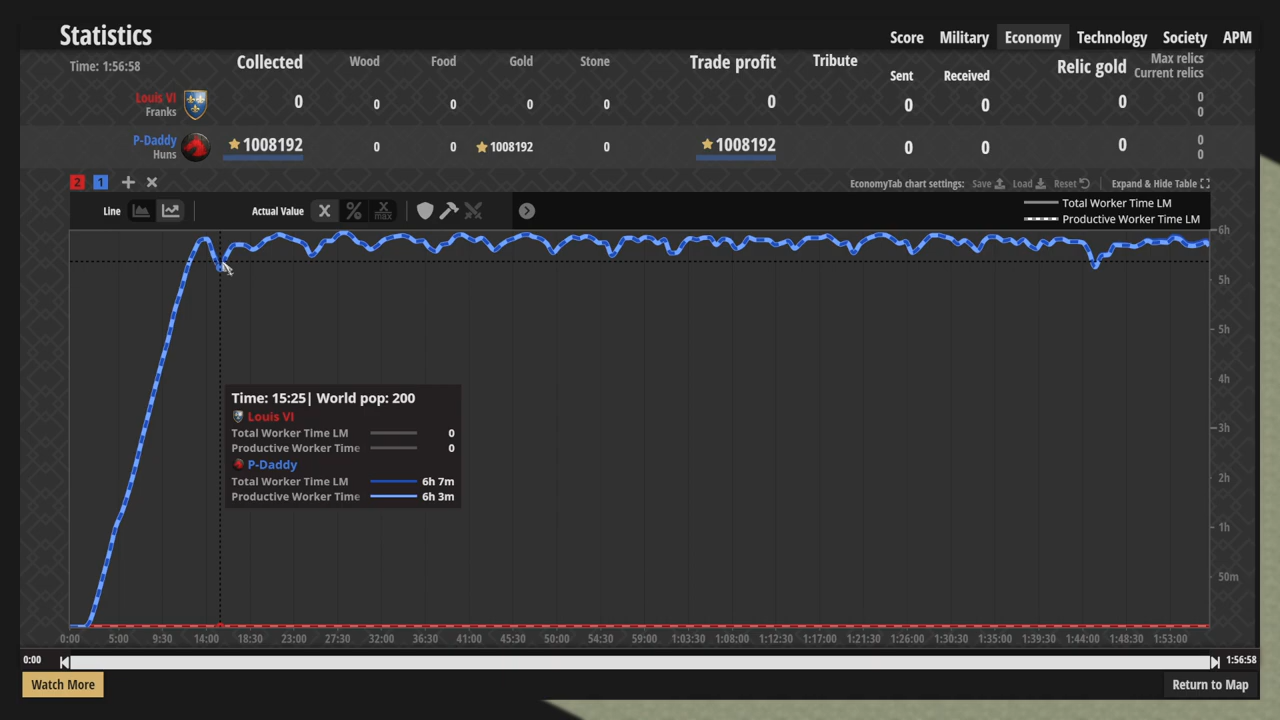 Statistics
Score Military Economy Technology Society APM
Time: 1:56:58
Collected Wood Food Gold Stone Trade profit Tribute Sent Received Relic gold Max relics Current relics
Louis VI
Franks
0 0 0 0 0 0 0 0 0 0 0
P-Daddy
Huns
1008192 0 0 1008192 0 1008192 0 0 0 0 0
2 1
EconomyTab chart settings: Save Load Reset Expand & Hide Table
Line Actual Value X % x/max
Total Worker Time LM
Productive Worker Time LM
6h
5h
5h
4h
3h
2h
1h
50m
Time: 15:25| World pop: 200
Louis VI
Total Worker Time LM 0
Productive Worker Time 0
P-Daddy
Total Worker Time LM 6h 7m
Productive Worker Time 6h 3m
0:00 5:00 9:30 14:00 18:30 23:00 27:30 32:00 36:30 41:00 45:30 50:00 54:30 59:00 1:03:30 1:08:00 1:12:30 1:17:00 1:21:30 1:26:00 1:30:30 1:35:00 1:39:30 1:44:00 1:48:30 1:53:00
0:00 1:56:58
Watch More Return to Map